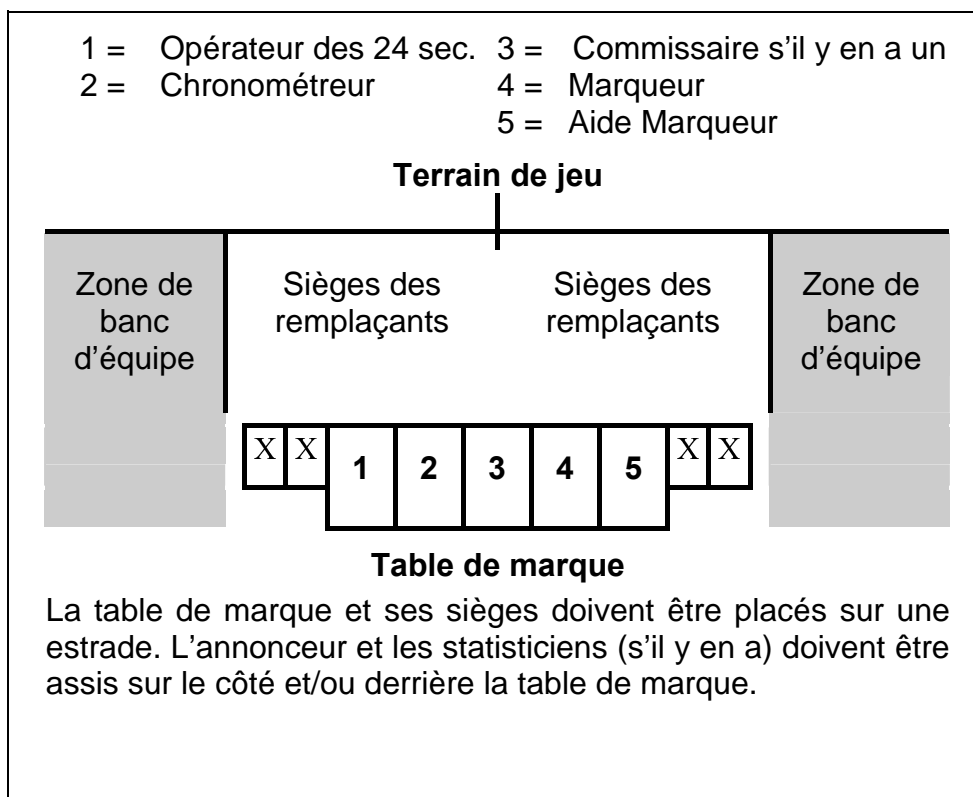 1 = Opérateur des 24 sec. 3 = Commissaire s'il y en a un
2 = Chronométreur 4 = Marqueur
5 = Aide Marqueur
Terrain de jeu
Zone de banc d'équipe
Sièges des remplaçants
Sièges des remplaçants
Zone de banc d'équipe
X X 1 2 3 4 5 X X
Table de marque
La table de marque et ses sièges doivent être placés sur une
estrade. L'annonceur et les statisticiens (s'il y en a) doivent être
assis sur le côté et/ou derrière la table de marque.